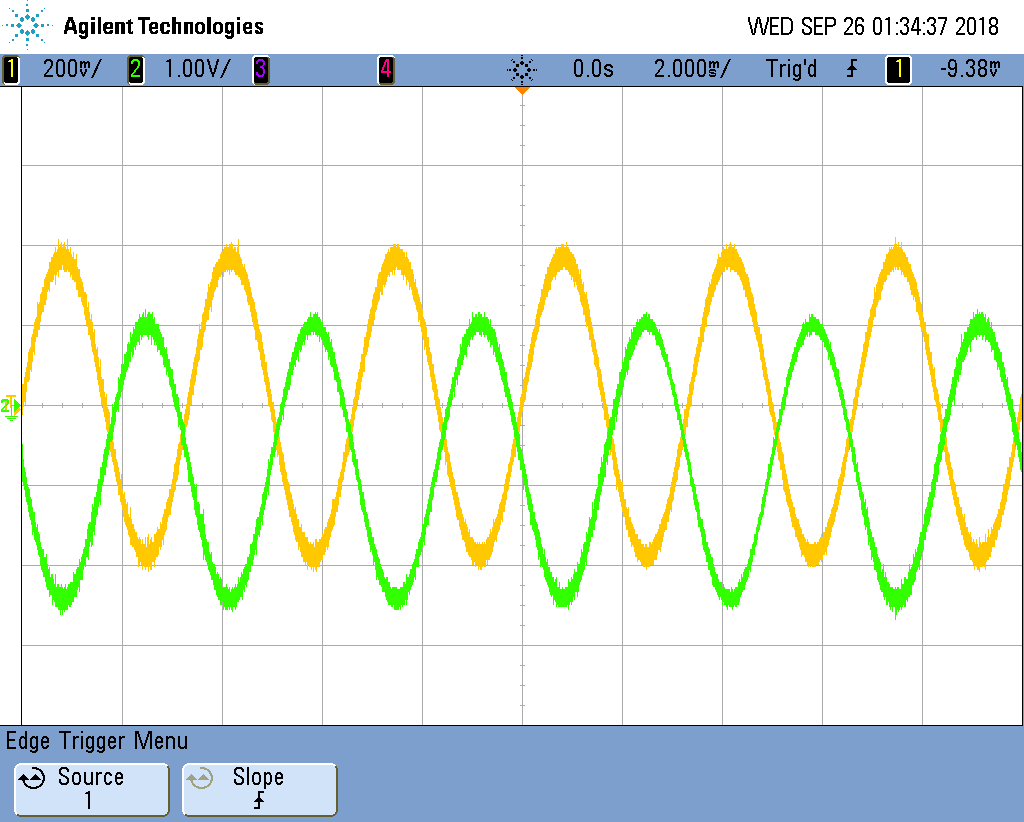 Agilent Technologies WED SEP 26 01:34:37 2018
1 200mV/ 2 1.00V/ 3 4 0.0s 2.000ms/ Trig'd 1 -9.38mV
2
Edge Trigger Menu
Source Slope
1